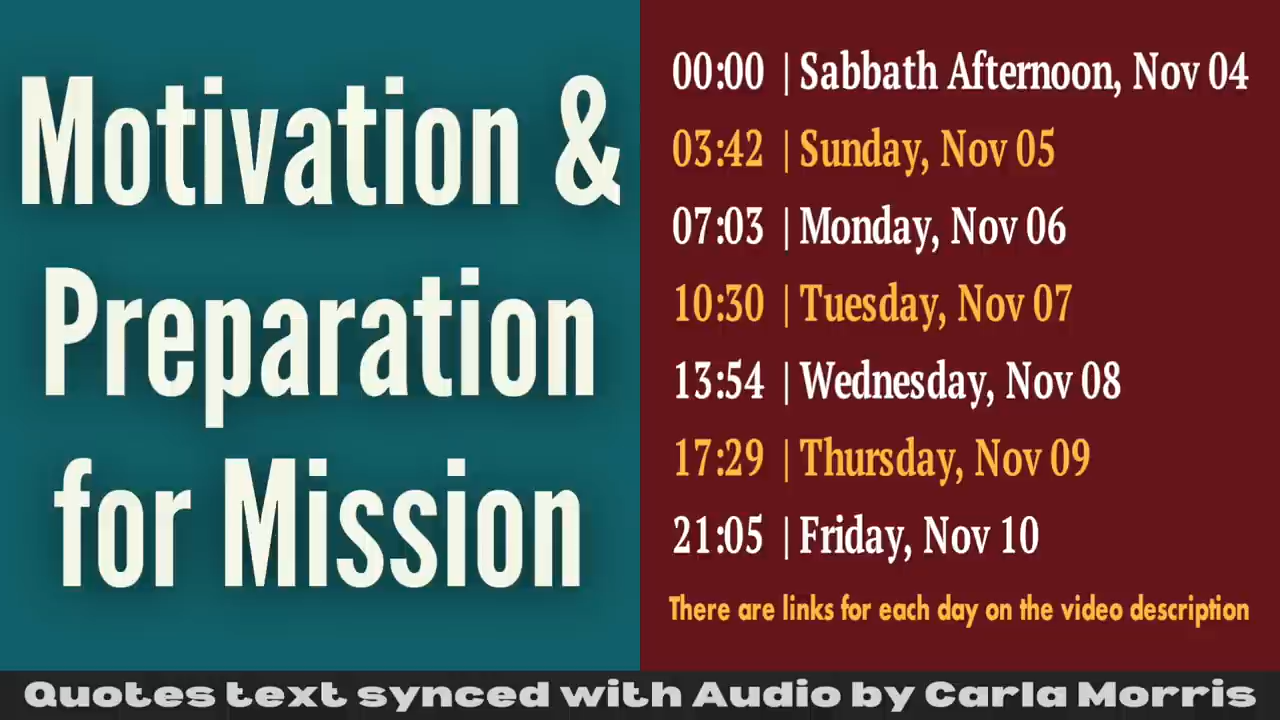 Motivation &
Preparation
for Mission
00:00 | Sabbath Afternoon, Nov 04
03:42 | Sunday, Nov 05
07:03 | Monday, Nov 06
10:30 | Tuesday, Nov 07
13:54 | Wednesday, Nov 08
17:29 | Thursday, Nov 09
21:05 | Friday, Nov 10
There are links for each day on the video description
Quotes text synced with Audio by Carla Morris